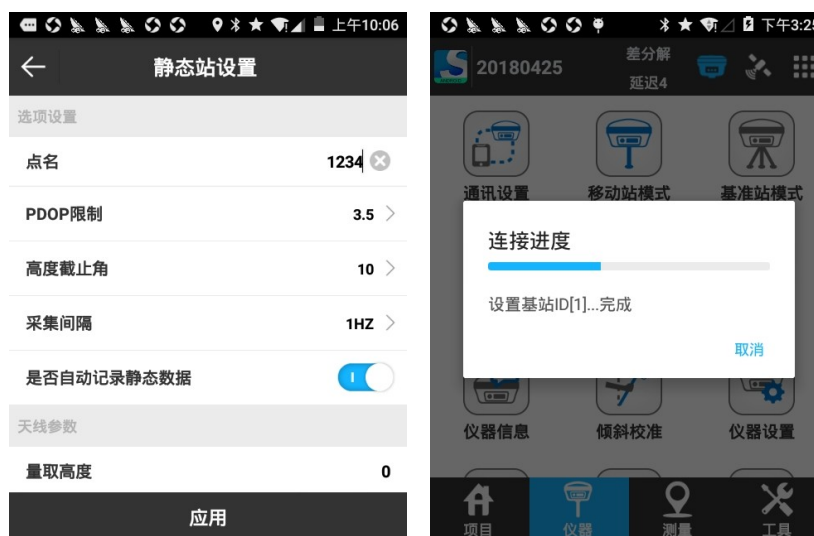 上午10:06
静态站设置
选项设置
点名 1234
PDOP限制 3.5
高度截止角 10
采集间隔 1HZ
是否自动记录静态数据
天线参数
量取高度 0
应用
下午3:25
20180425
差分解
延迟4
通讯设置 移动站模式 基准站模式
连接进度
设置基站ID[1]...完成
取消
仪器信息 倾斜校准 仪器设置
项目 仪器 测量 工具